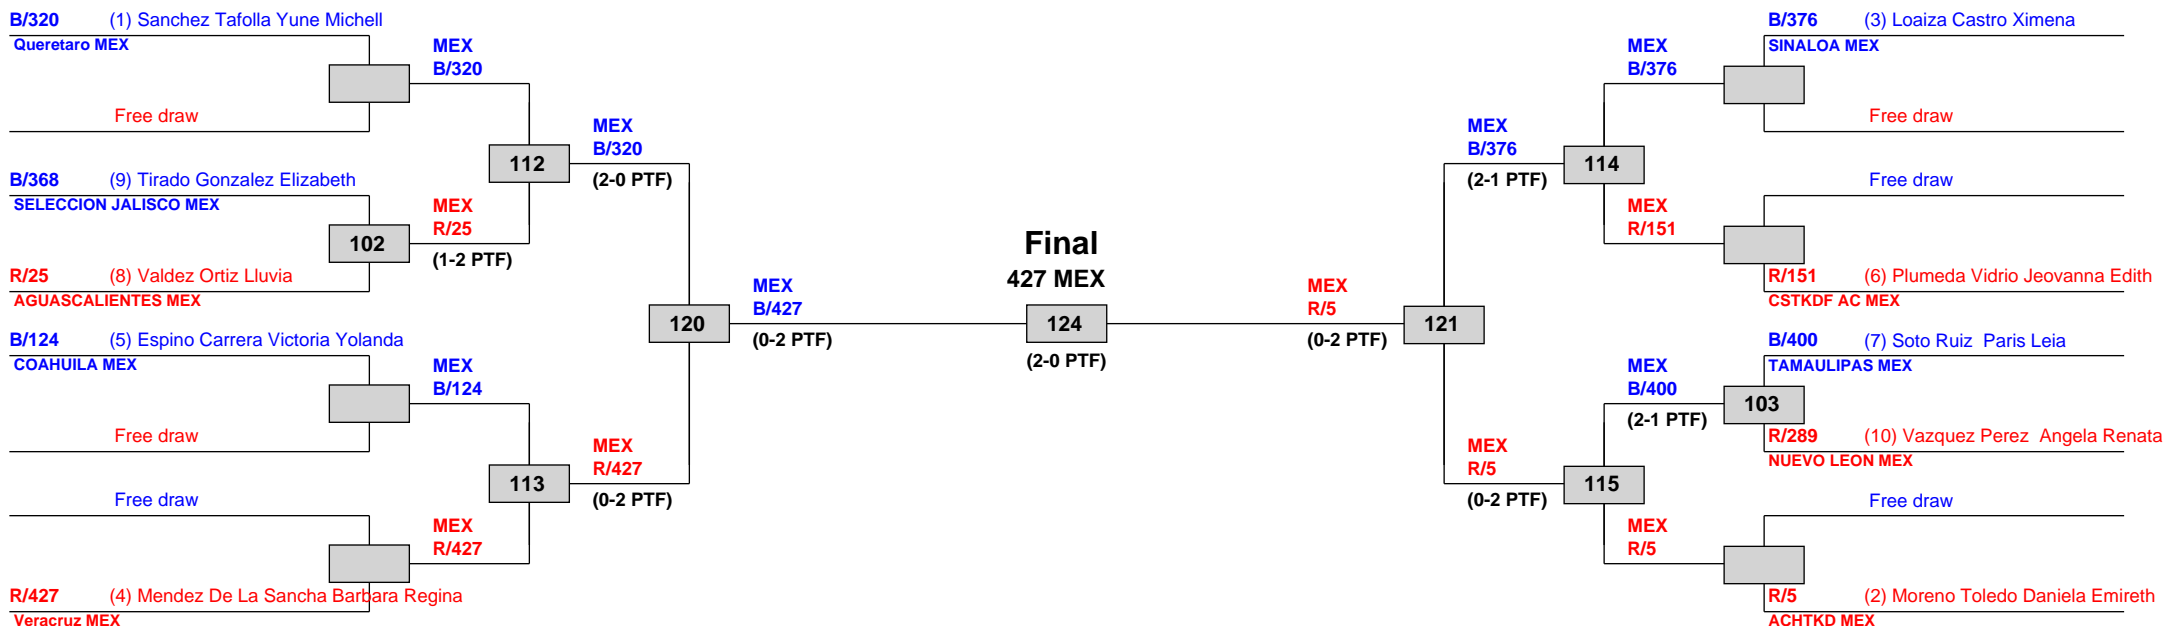 B/320 (1) Sanchez Tafolla Yune Michell
Queretaro MEX
MEX
B/320
Free draw
MEX
B/320
112
(2-0 PTF)
B/368 (9) Tirado Gonzalez Elizabeth
SELECCION JALISCO MEX
MEX
R/25
102
(1-2 PTF)
R/25 (8) Valdez Ortiz Lluvia
AGUASCALIENTES MEX
MEX
B/427
120
(0-2 PTF)
B/124 (5) Espino Carrera Victoria Yolanda
COAHUILA MEX
MEX
B/124
Free draw
MEX
R/427
113
(0-2 PTF)
Free draw
MEX
R/427
R/427 (4) Mendez De La Sancha Barbara Regina
Veracruz MEX
Final
427 MEX
124
(2-0 PTF)
B/376 (3) Loaiza Castro Ximena
SINALOA MEX
MEX
B/376
Free draw
MEX
B/376
114
(2-1 PTF)
Free draw
MEX
R/151
R/151 (6) Plumeda Vidrio Jeovanna Edith
CSTKDF AC MEX
MEX
R/5
121
(0-2 PTF)
B/400 (7) Soto Ruiz  Paris Leia
TAMAULIPAS MEX
MEX
B/400
103
(2-1 PTF)
R/289 (10) Vazquez Perez  Angela Renata
NUEVO LEON MEX
MEX
R/5
115
(0-2 PTF)
Free draw
MEX
R/5
R/5 (2) Moreno Toledo Daniela Emireth
ACHTKD MEX